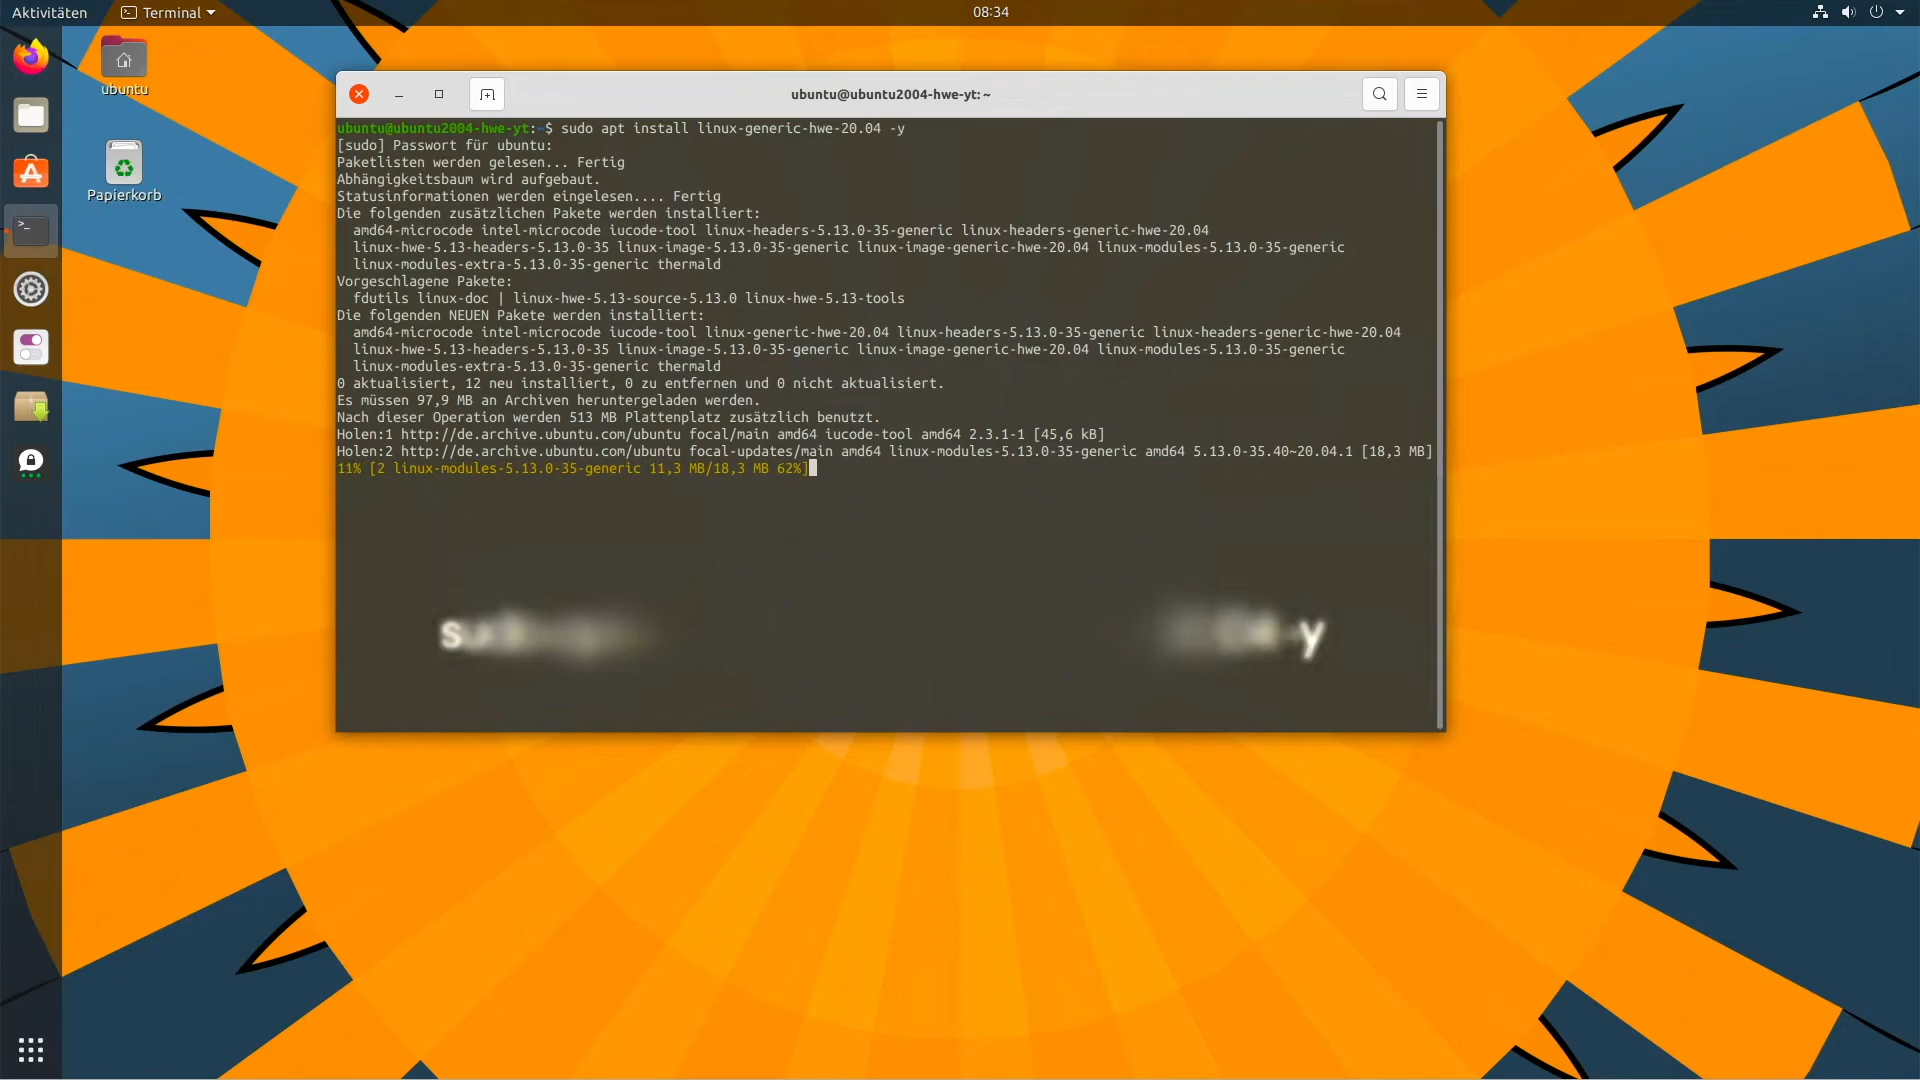 Aktivitäten
Terminal
08:34
ubuntu
Papierkorb
ubuntu@ubuntu2004-hwe-yt: ~
ubuntu@ubuntu2004-hwe-yt:~$ sudo apt install linux-generic-hwe-20.04 -y
[sudo] Passwort für ubuntu:
Paketlisten werden gelesen... Fertig
Abhängigkeitsbaum wird aufgebaut.
Statusinformationen werden eingelesen.... Fertig
Die folgenden zusätzlichen Pakete werden installiert:
amd64-microcode intel-microcode iucode-tool linux-headers-5.13.0-35-generic linux-headers-generic-hwe-20.04
linux-hwe-5.13-headers-5.13.0-35 linux-image-5.13.0-35-generic linux-image-generic-hwe-20.04 linux-modules-5.13.0-35-generic
linux-modules-extra-5.13.0-35-generic thermald
Vorgeschlagene Pakete:
fdutils linux-doc | linux-hwe-5.13-source-5.13.0 linux-hwe-5.13-tools
Die folgenden NEUEN Pakete werden installiert:
amd64-microcode intel-microcode iucode-tool linux-generic-hwe-20.04 linux-headers-5.13.0-35-generic linux-headers-generic-hwe-20.04
linux-hwe-5.13-headers-5.13.0-35 linux-image-5.13.0-35-generic linux-image-generic-hwe-20.04 linux-modules-5.13.0-35-generic
linux-modules-extra-5.13.0-35-generic thermald
0 aktualisiert, 12 neu installiert, 0 zu entfernen und 0 nicht aktualisiert.
Es müssen 97,9 MB an Archiven heruntergeladen werden.
Nach dieser Operation werden 513 MB Plattenplatz zusätzlich benutzt.
Holen:1 http://de.archive.ubuntu.com/ubuntu focal/main amd64 iucode-tool amd64 2.3.1-1 [45,6 kB]
Holen:2 http://de.archive.ubuntu.com/ubuntu focal-updates/main amd64 linux-modules-5.13.0-35-generic amd64 5.13.0-35.40~20.04.1 [18,3 MB]
11% [2 linux-modules-5.13.0-35-generic 11,3 MB/18,3 MB 62%]